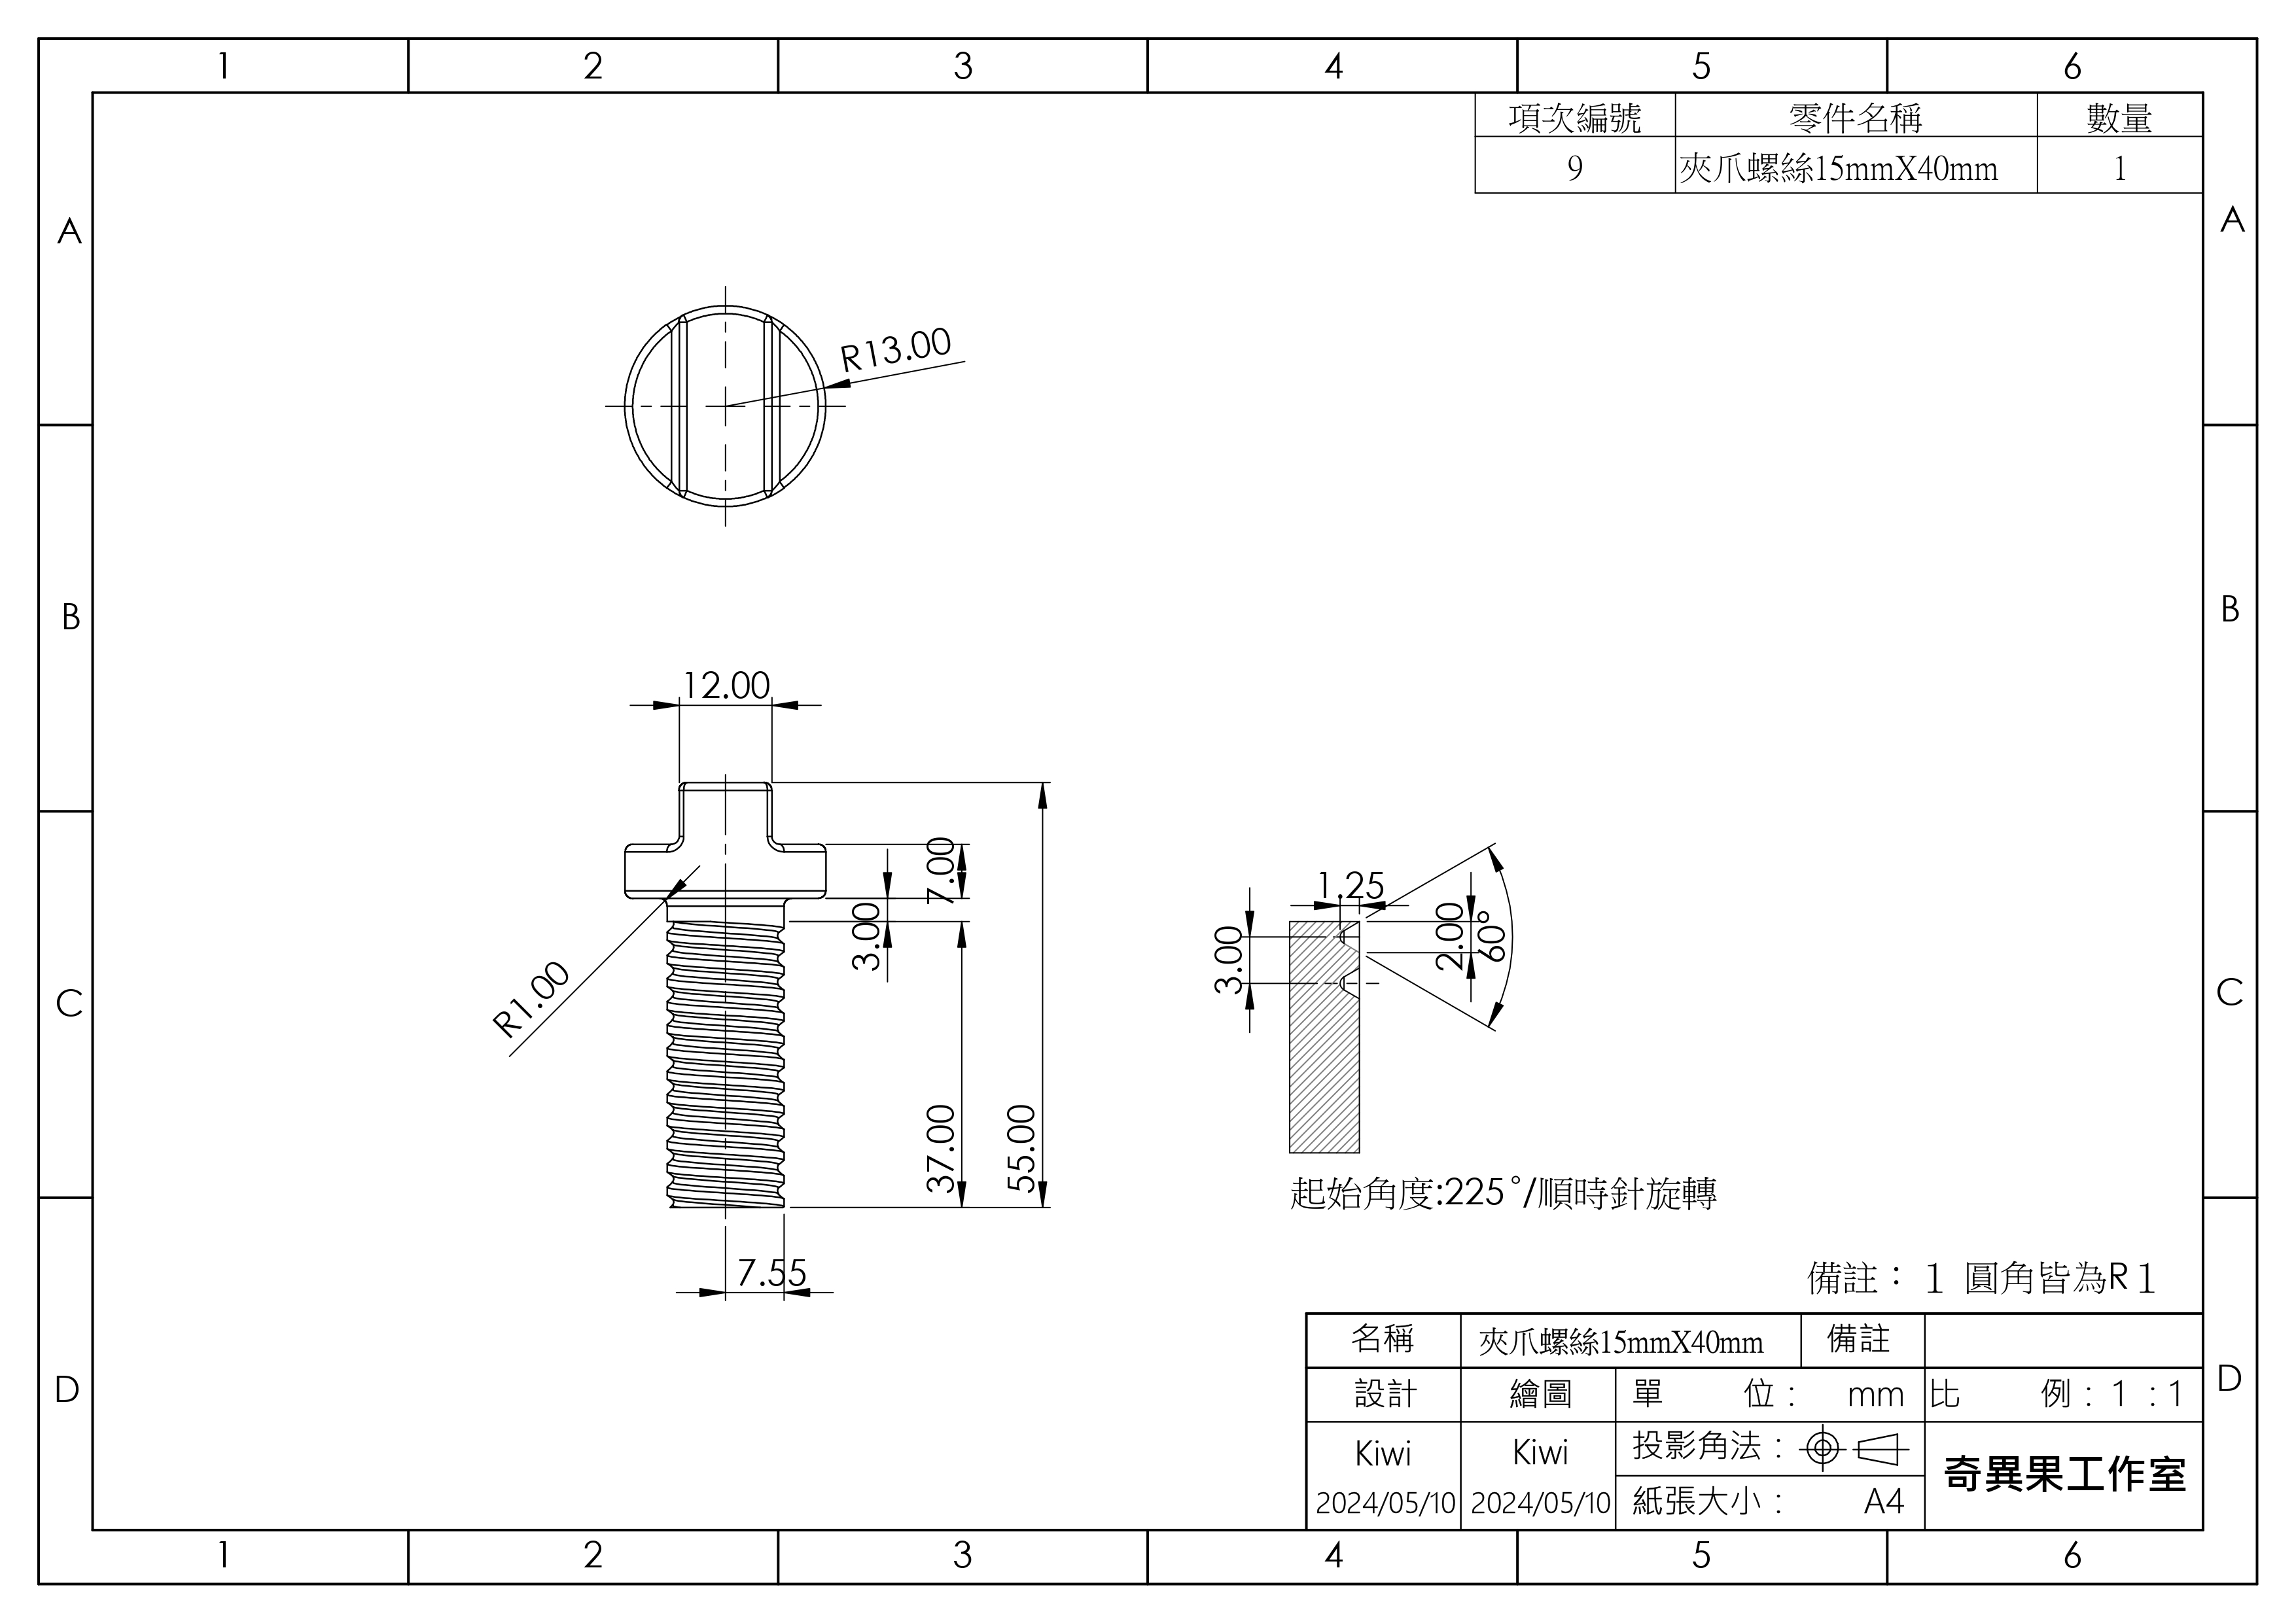 1 2 3 4 5 6
項次編號 零件名稱 數量
9 夾爪螺絲15mmX40mm 1
A A
R13.00
B B
12.00
7.00
1.25
3.00
2.00
60°
3.00
R1.00
C C
37.00
55.00
起始角度:225°/順時針旋轉
7.55
備註：1 圓角皆為R1
名稱 夾爪螺絲15mmX40mm 備註
D D
設計 繪圖 單 位： mm 比 例：1：1
Kiwi Kiwi 投影角法：
奇異果工作室
2024/05/10 2024/05/10 紙張大小： A4
1 2 3 4 5 6